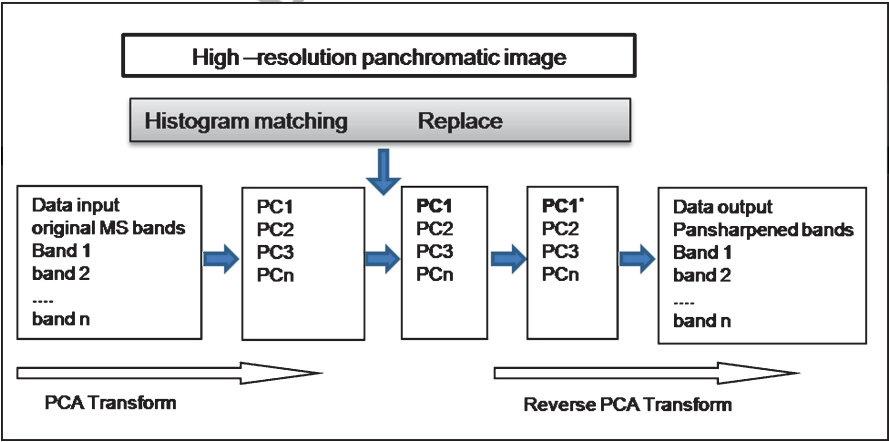 High –resolution panchromatic image
Histogram matching Replace
Data input
original MS bands
Band 1
band 2
....
band n
PC1
PC2
PC3
PCn
PC1
PC2
PC3
PCn
PC1*
PC2
PC3
PCn
Data output
Pansharpened bands
Band 1
band 2
....
band n
PCA Transform
Reverse PCA Transform